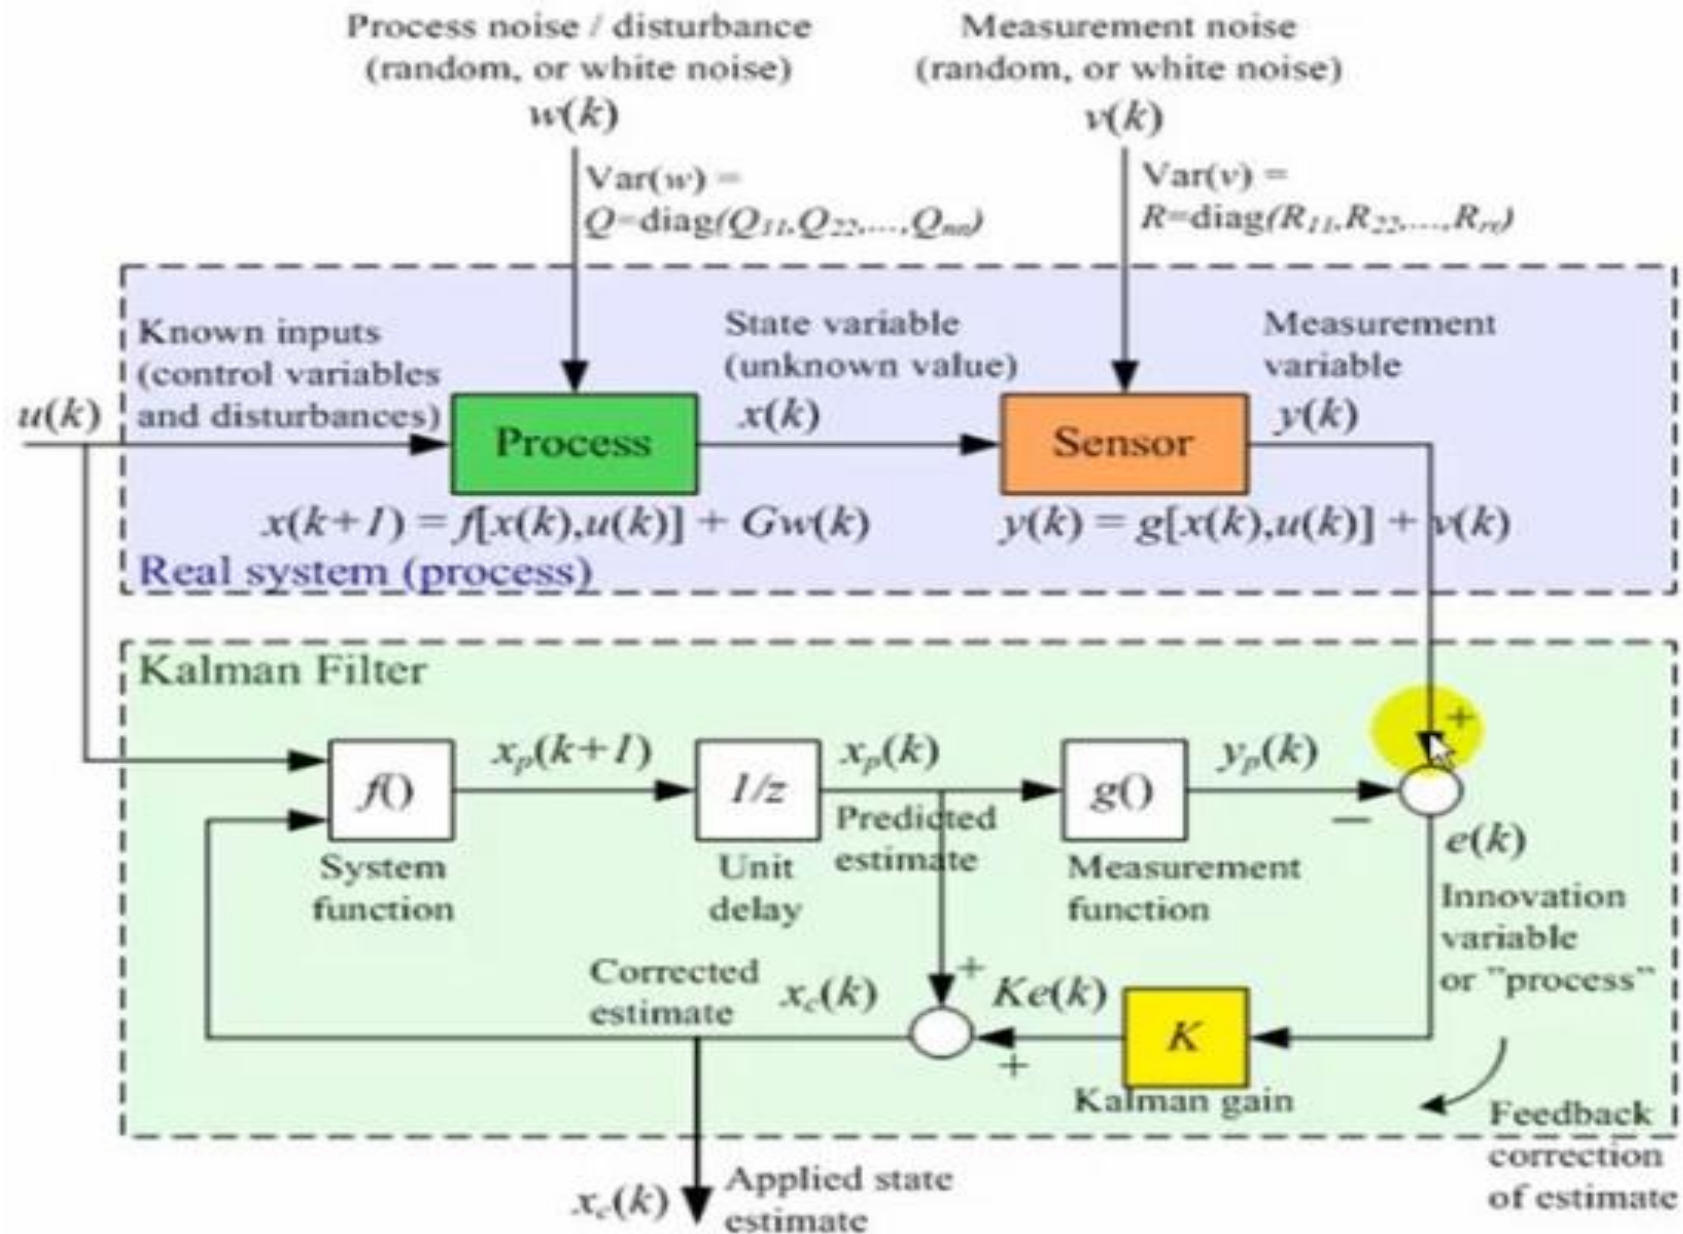 Process noise / disturbance
(random, or white noise)
w(k)
Measurement noise
(random, or white noise)
v(k)
Var(w) =
Q=diag(Q11,Q22,...,Qnn)
Var(v) =
R=diag(R11,R22,...,Rrr)
u(k)
Known inputs
(control variables
and disturbances)
Process
State variable
(unknown value)
x(k)
Sensor
Measurement
variable
y(k)
x(k+1) = f[x(k),u(k)] + Gw(k)
y(k) = g[x(k),u(k)] + v(k)
Real system (process)
Kalman Filter
f()
System
function
xp(k+1)
1/z
Unit
delay
xp(k)
Predicted
estimate
g()
Measurement
function
yp(k)
+
−
e(k)
Innovation
variable
or "process"
Corrected
estimate
xc(k)
+
Ke(k)
+
K
Kalman gain
Feedback
correction
of estimate
xc(k)
Applied state
estimate